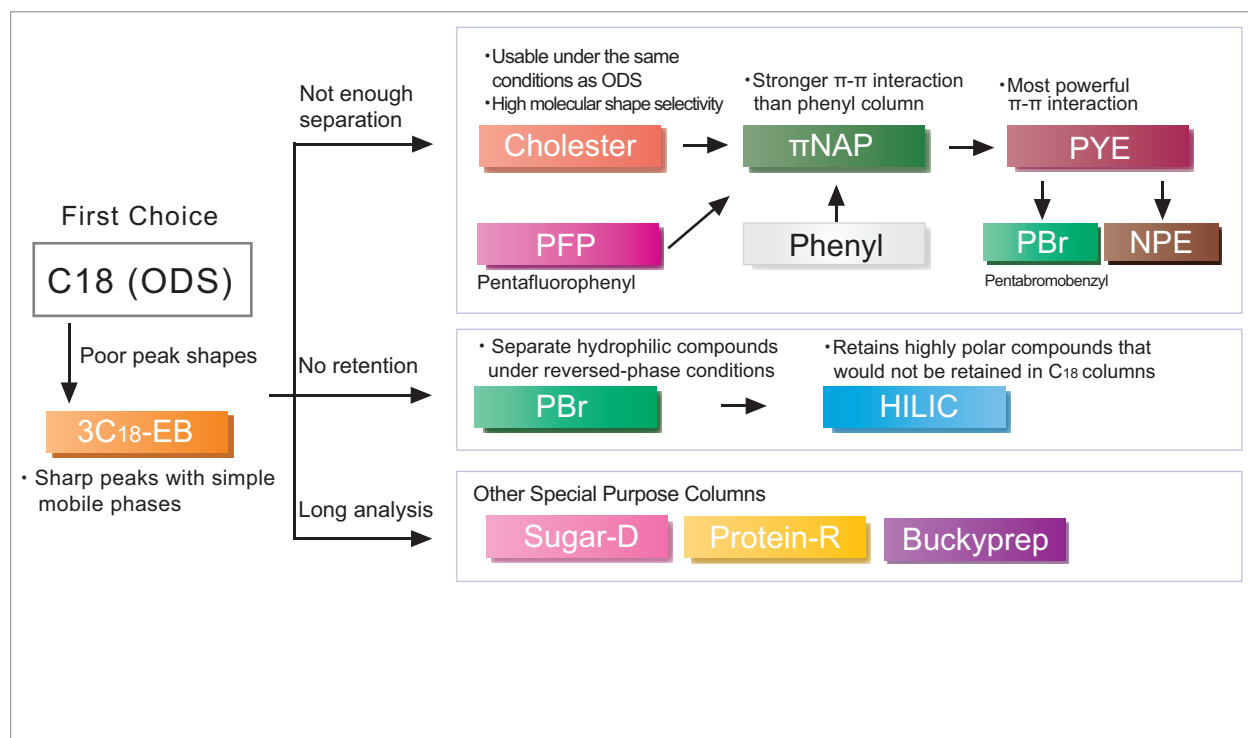 First Choice
C18 (ODS)
Poor peak shapes
3C18-EB
・Sharp peaks with simple
mobile phases
Not enough
separation
・Usable under the same
conditions as ODS
・High molecular shape selectivity
Cholester
・Stronger π-π interaction
than phenyl column
πNAP
・Most powerful
π-π interaction
PYE
PFP
Pentafluorophenyl
Phenyl
PBr
Pentabromobenzyl
NPE
No retention
・Separate hydrophilic compounds
under reversed-phase conditions
PBr
・Retains highly polar compounds that
would not be retained in C18 columns
HILIC
Long analysis
Other Special Purpose Columns
Sugar-D
Protein-R
Buckyprep